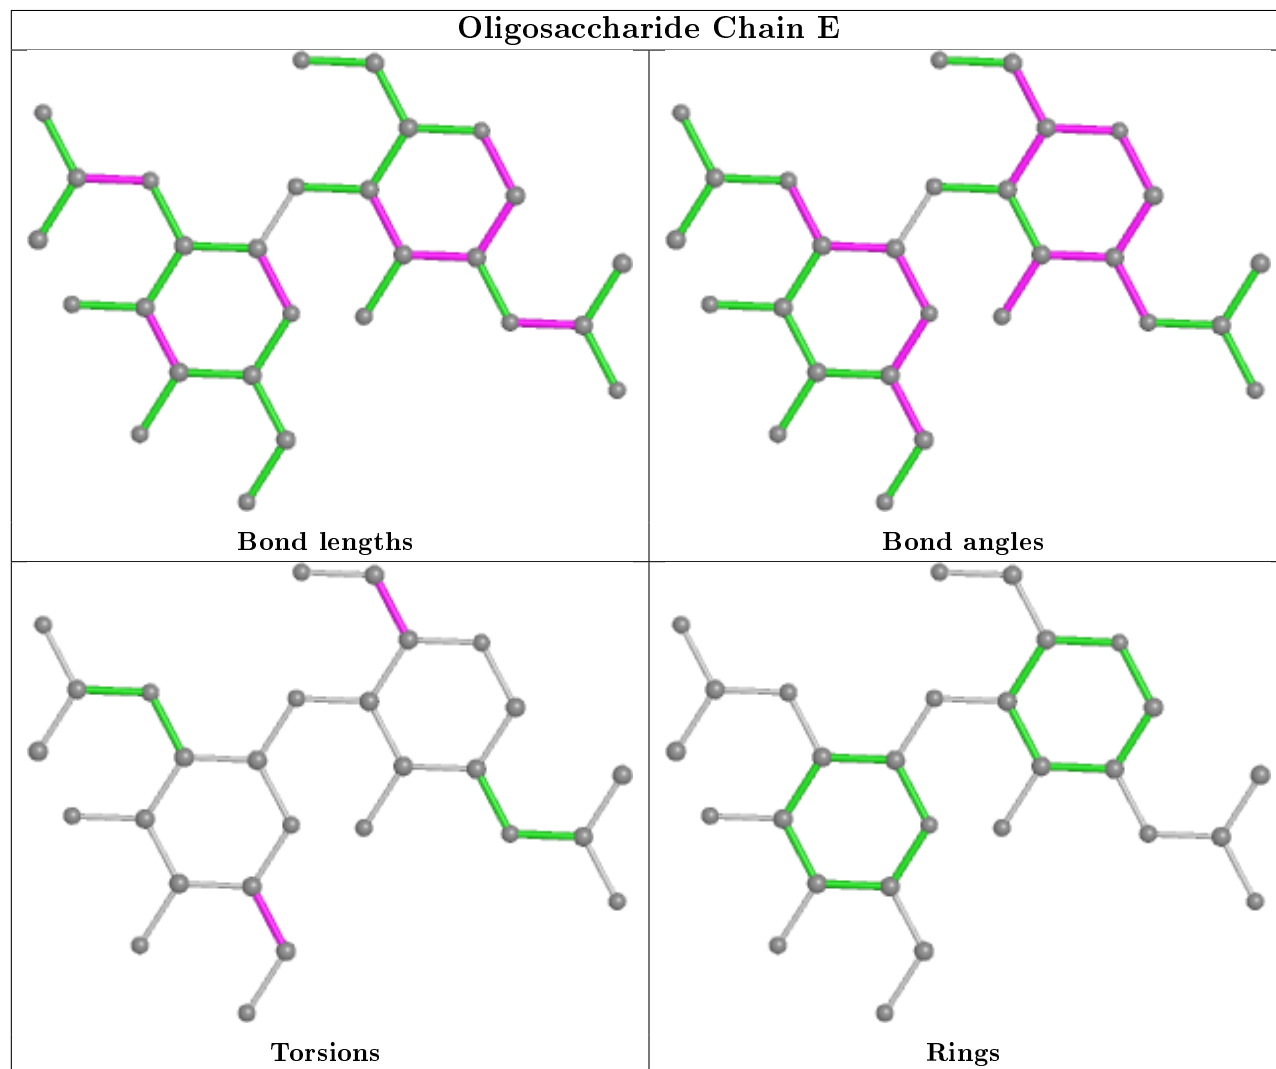 Oligosaccharide Chain E
Bond lengths
Bond angles
Torsions
Rings